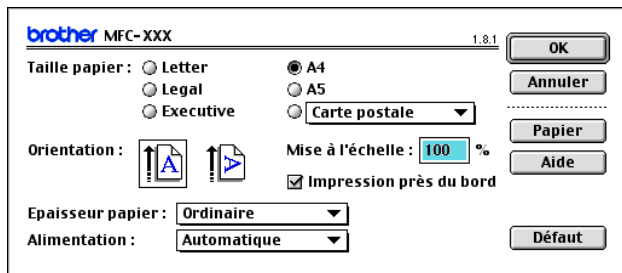 brother MFC-XXX 1.8.1
OK
Taille papier : Letter A4
Annuler
Legal A5
Executive Carte postale
Papier
Orientation : A A Mise à l'échelle : 100 %
Aide
Impression près du bord
Epaisseur papier : Ordinaire
Alimentation : Automatique Défaut